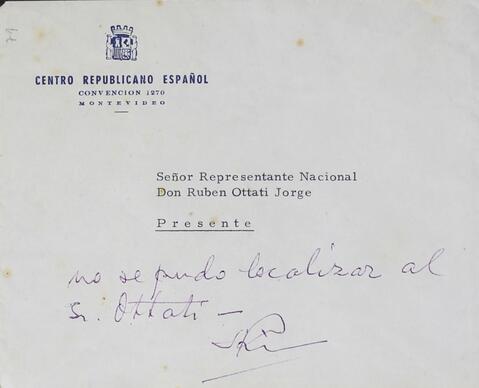 79
CENTRO REPUBLICANO ESPAÑOL
CONVENCION 1270
MONTEVIDEO
Señor Representante Nacional
Don Ruben Ottati Jorge
Presente
no se pudo localizar al
Sr. Ottati —